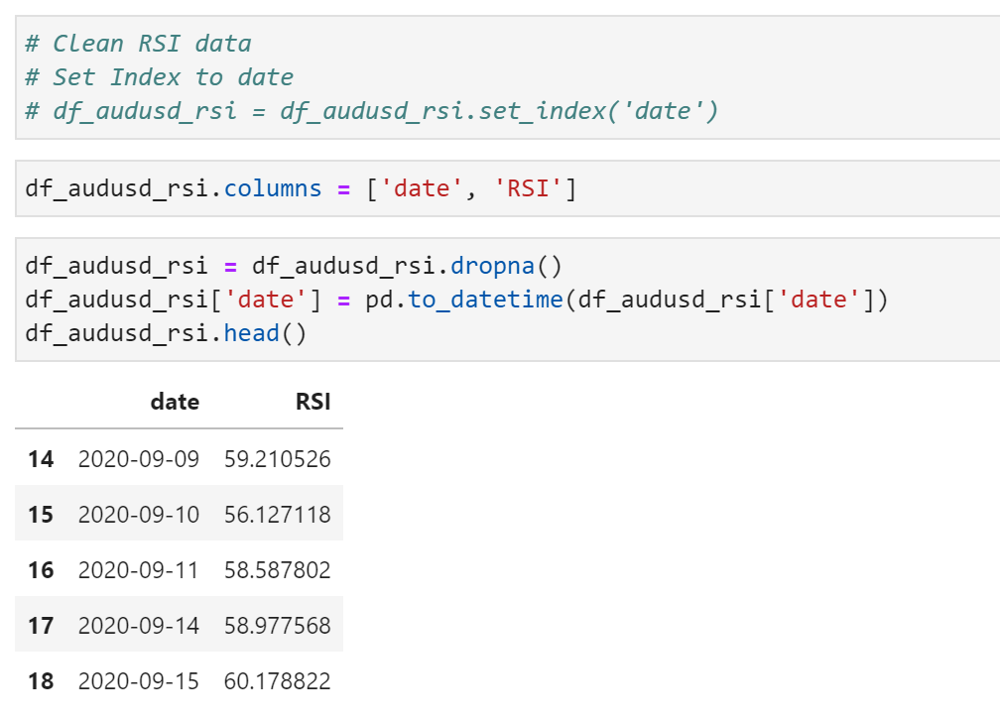 # Clean RSI data
# Set Index to date
# df_audusd_rsi = df_audusd_rsi.set_index('date')
df_audusd_rsi.columns = ['date', 'RSI']
df_audusd_rsi = df_audusd_rsi.dropna()
df_audusd_rsi['date'] = pd.to_datetime(df_audusd_rsi['date'])
df_audusd_rsi.head()
date RSI
14 2020-09-09 59.210526
15 2020-09-10 56.127118
16 2020-09-11 58.587802
17 2020-09-14 58.977568
18 2020-09-15 60.178822